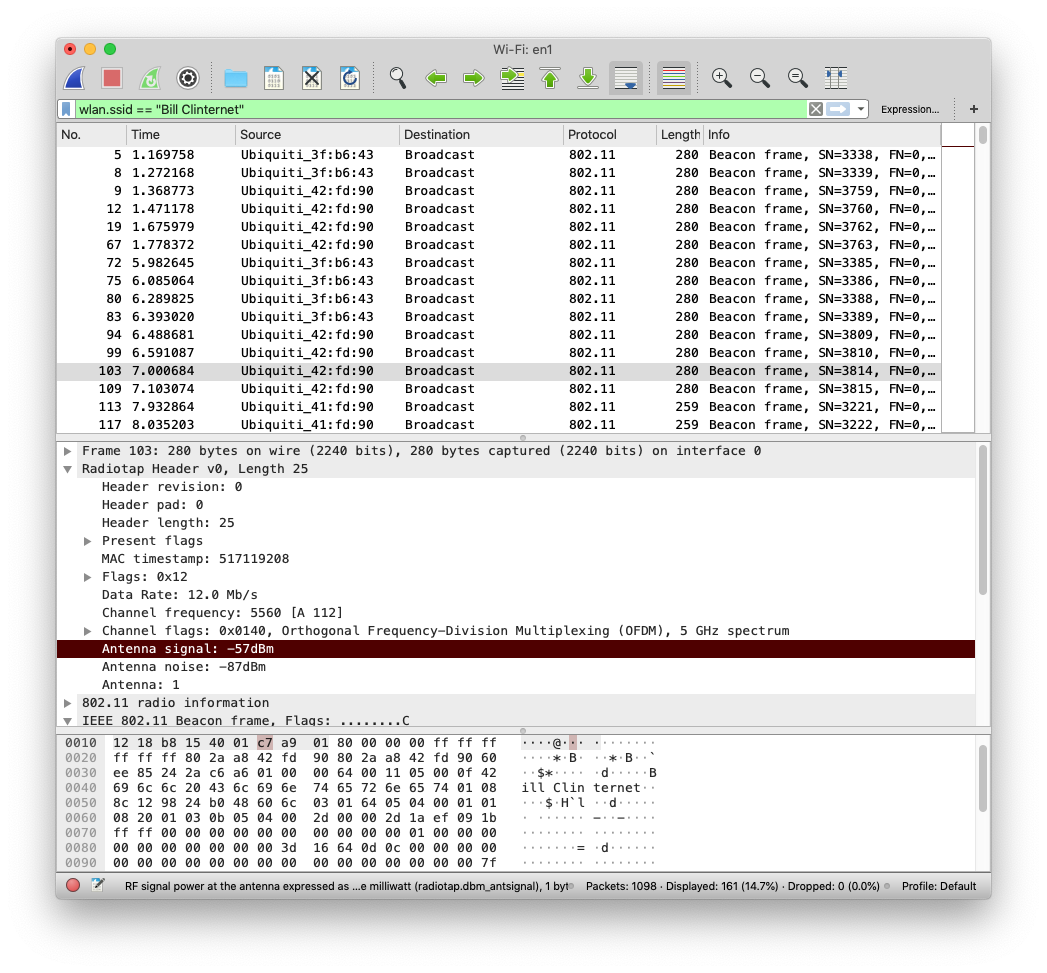 Wi-Fi: en1
wlan.ssid == "Bill Clinternet"
Expression...
+
No. Time Source Destination Protocol Length Info
5 1.169758 Ubiquiti_3f:b6:43 Broadcast 802.11 280 Beacon frame, SN=3338, FN=0,…
8 1.272168 Ubiquiti_3f:b6:43 Broadcast 802.11 280 Beacon frame, SN=3339, FN=0,…
9 1.368773 Ubiquiti_42:fd:90 Broadcast 802.11 280 Beacon frame, SN=3759, FN=0,…
12 1.471178 Ubiquiti_42:fd:90 Broadcast 802.11 280 Beacon frame, SN=3760, FN=0,…
19 1.675979 Ubiquiti_42:fd:90 Broadcast 802.11 280 Beacon frame, SN=3762, FN=0,…
67 1.778372 Ubiquiti_42:fd:90 Broadcast 802.11 280 Beacon frame, SN=3763, FN=0,…
72 5.982645 Ubiquiti_3f:b6:43 Broadcast 802.11 280 Beacon frame, SN=3385, FN=0,…
75 6.085064 Ubiquiti_3f:b6:43 Broadcast 802.11 280 Beacon frame, SN=3386, FN=0,…
80 6.289825 Ubiquiti_3f:b6:43 Broadcast 802.11 280 Beacon frame, SN=3388, FN=0,…
83 6.393020 Ubiquiti_3f:b6:43 Broadcast 802.11 280 Beacon frame, SN=3389, FN=0,…
94 6.488681 Ubiquiti_42:fd:90 Broadcast 802.11 280 Beacon frame, SN=3809, FN=0,…
99 6.591087 Ubiquiti_42:fd:90 Broadcast 802.11 280 Beacon frame, SN=3810, FN=0,…
103 7.000684 Ubiquiti_42:fd:90 Broadcast 802.11 280 Beacon frame, SN=3814, FN=0,…
109 7.103074 Ubiquiti_42:fd:90 Broadcast 802.11 280 Beacon frame, SN=3815, FN=0,…
113 7.932864 Ubiquiti_41:fd:90 Broadcast 802.11 259 Beacon frame, SN=3221, FN=0,…
117 8.035203 Ubiquiti_41:fd:90 Broadcast 802.11 259 Beacon frame, SN=3222, FN=0,…
Frame 103: 280 bytes on wire (2240 bits), 280 bytes captured (2240 bits) on interface 0
Radiotap Header v0, Length 25
Header revision: 0
Header pad: 0
Header length: 25
Present flags
MAC timestamp: 517119208
Flags: 0x12
Data Rate: 12.0 Mb/s
Channel frequency: 5560 [A 112]
Channel flags: 0x0140, Orthogonal Frequency-Division Multiplexing (OFDM), 5 GHz spectrum
Antenna signal: -57dBm
Antenna noise: -87dBm
Antenna: 1
802.11 radio information
IEEE 802.11 Beacon frame, Flags: ........C
0010 12 18 b8 15 40 01 c7 a9 01 80 00 00 00 ff ff ff ····@··· ········
0020 ff ff ff 80 2a a8 42 fd 90 80 2a a8 42 fd 90 60 ····*·B· ··*·B··`
0030 ee 85 24 2a c6 a6 01 00 00 00 64 00 11 05 00 0f 42 ··$*···· ··d····B
0040 69 6c 6c 20 43 6c 69 6e 74 65 72 6e 65 74 01 08 ill Clin ternet··
0050 8c 12 98 24 b0 48 60 6c 03 01 64 05 04 00 01 01 ···$·H`l ··d·····
0060 08 20 01 03 0b 05 04 00 2d 00 00 2d 1a ef 09 1b · ······ -··-····
0070 ff ff 00 00 00 00 00 00 00 00 00 01 00 00 00 ········ ········
0080 00 00 00 00 00 00 00 3d 16 64 0d 0c 00 00 00 00 ·······= ·d······
0090 00 00 00 00 00 00 00 00 00 00 00 00 00 00 00 7f ········ ········
RF signal power at the antenna expressed as ...e milliwatt (radiotap.dbm_antsignal), 1 byt
Packets: 1098 · Displayed: 161 (14.7%) · Dropped: 0 (0.0%)
Profile: Default